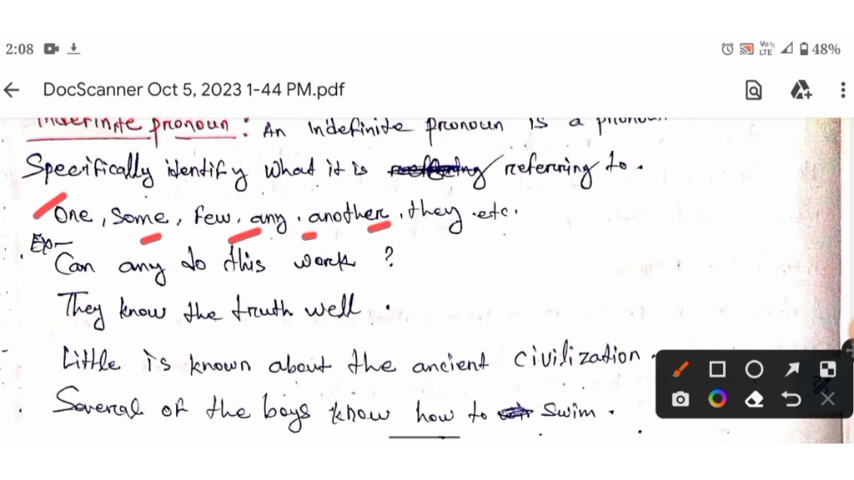 2:08 Vo LTE 48%
DocScanner Oct 5, 2023 1-44 PM.pdf
Indefinite pronoun: An Indefinite pronoun is a pronoun
Specifically identify what it is referring to.
One, some, few, any, another, they etc.
Ex-
Can any do this work ?
They know the truth well.
Little is known about the ancient civilization.
Several of the boys know how to swim.